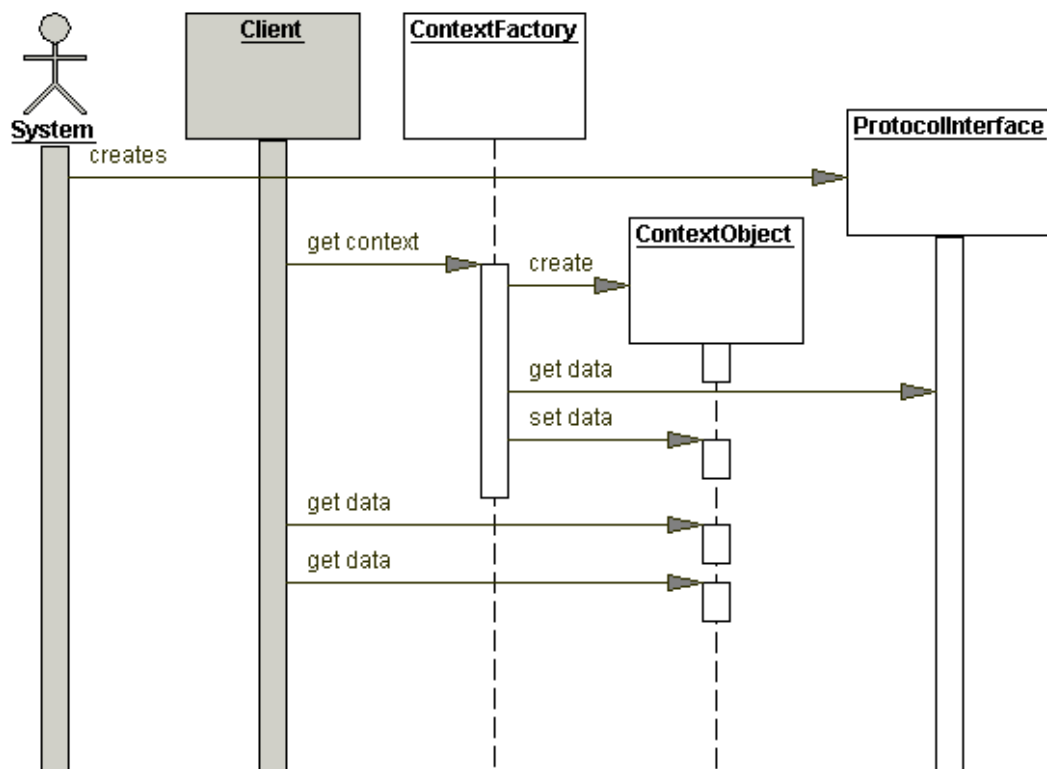 Client
ContextFactory
System
ProtocolInterface
creates
get context
ContextObject
create
get data
set data
get data
get data